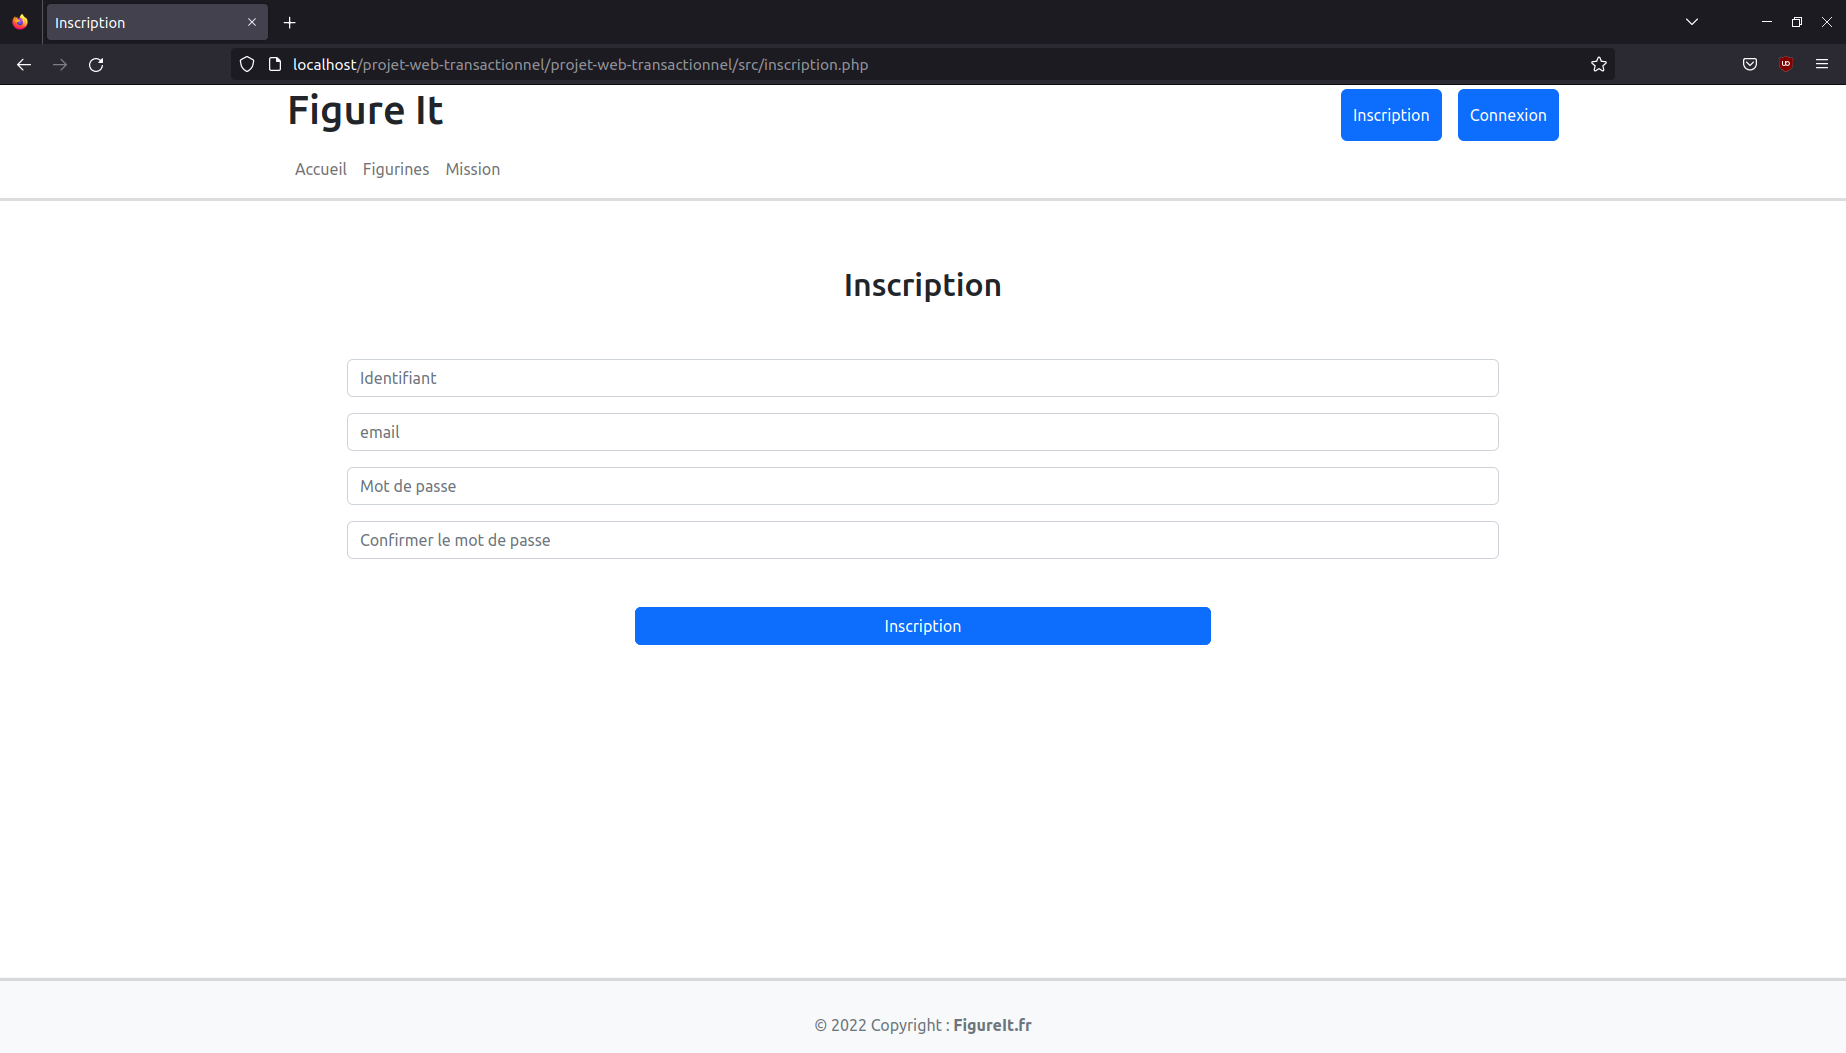 Inscription
localhost/projet-web-transactionnel/projet-web-transactionnel/src/inscription.php
Figure It
Inscription Connexion
Accueil Figurines Mission
Inscription
Identifiant
email
Mot de passe
Confirmer le mot de passe
Inscription
© 2022 Copyright : FigureIt.fr